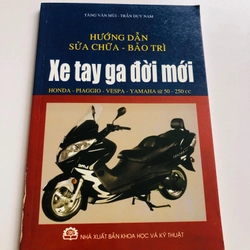 TĂNG VĂN MÙI - TRẦN DUY NAM
HƯỚNG DẪN
SỬA CHỮA - BẢO TRÌ
Xe tay ga đời mới
HONDA - PIAGGIO - VESPA - YAMAHA từ 50 - 250 cc
NHÀ XUẤT BẢN KHOA HỌC VÀ KỸ THUẬT